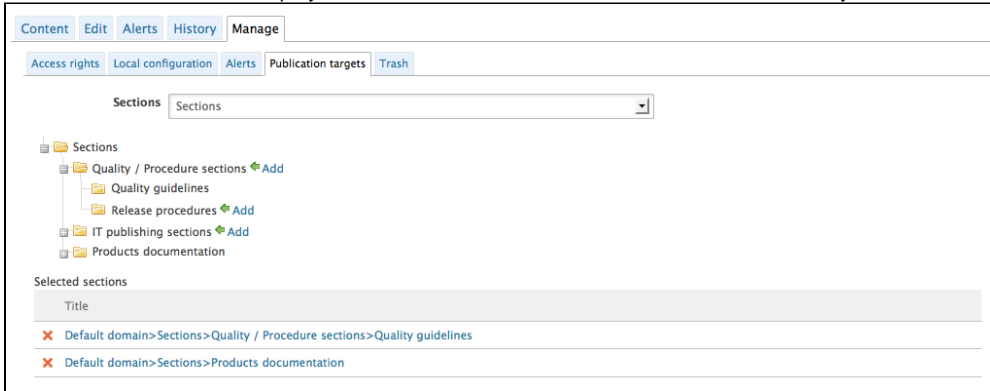 Content Edit Alerts History Manage
Access rights Local configuration Alerts Publication targets Trash
Sections Sections
Sections
Quality / Procedure sections Add
Quality guidelines
Release procedures Add
IT publishing sections Add
Products documentation
Selected sections
Title
Default domain>Sections>Quality / Procedure sections>Quality guidelines
Default domain>Sections>Products documentation